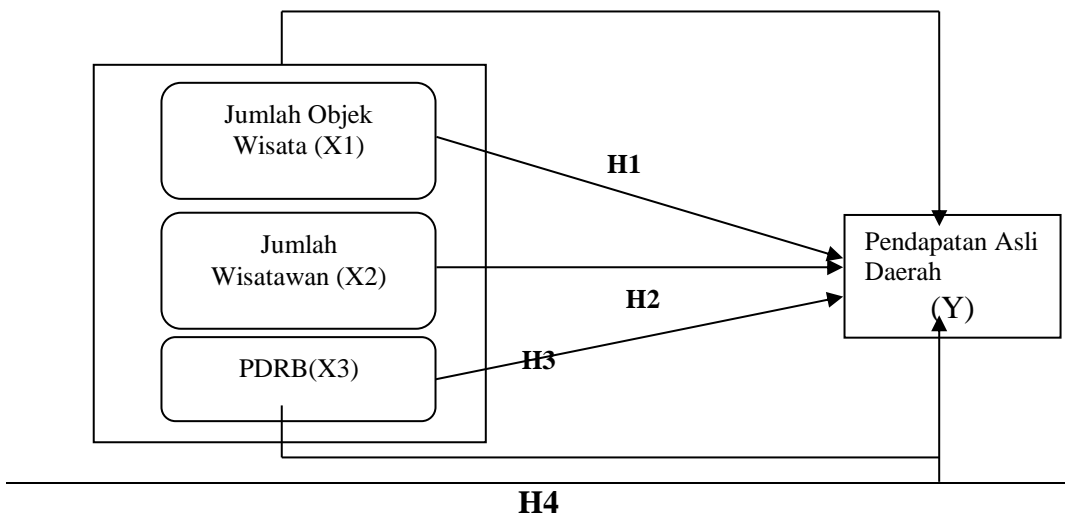 Jumlah Objek
Wisata (X1)
H1
Jumlah
Wisatawan (X2)
Pendapatan Asli
Daerah
(Y)
H2
PDRB(X3)
H3
H4